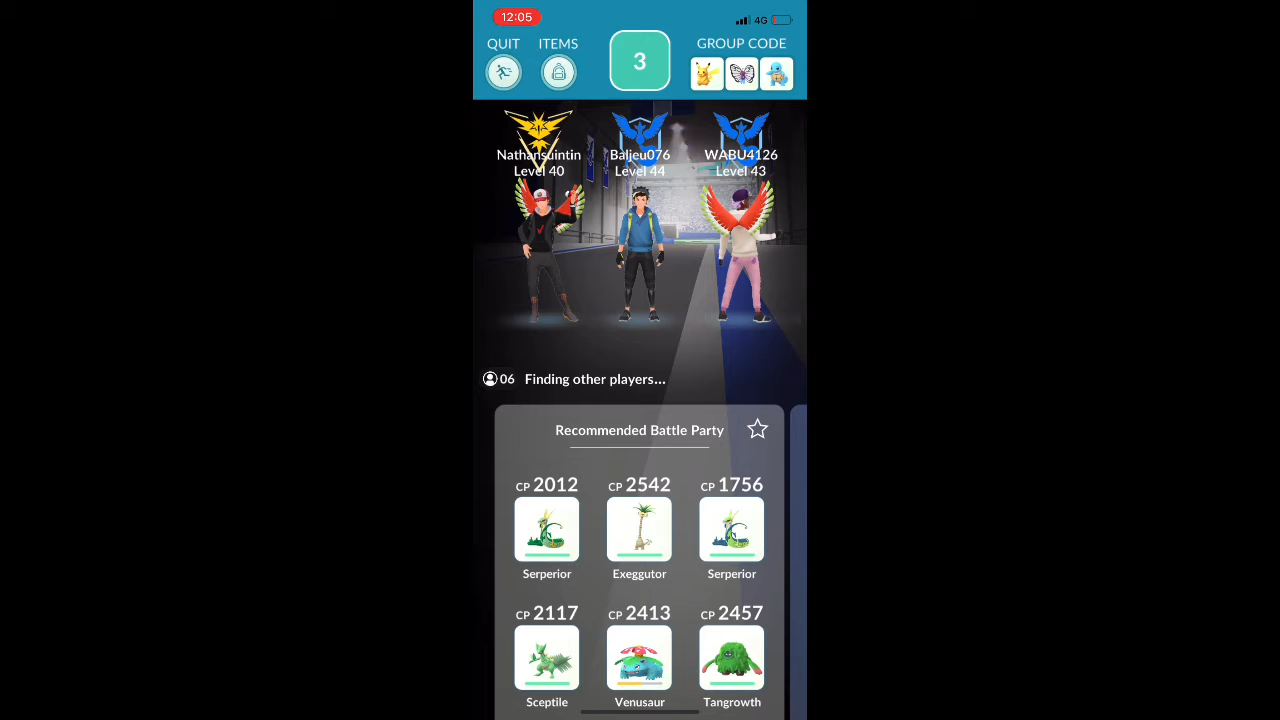 12:05
4G
QUIT ITEMS 3 GROUP CODE
Nathansuintin Baljeu076 WABU4126
Level 40 Level 44 Level 43
06 Finding other players...
Recommended Battle Party
CP 2012 CP 2542 CP 1756
Serperior Exeggutor Serperior
CP 2117 CP 2413 CP 2457
Sceptile Venusaur Tangrowth